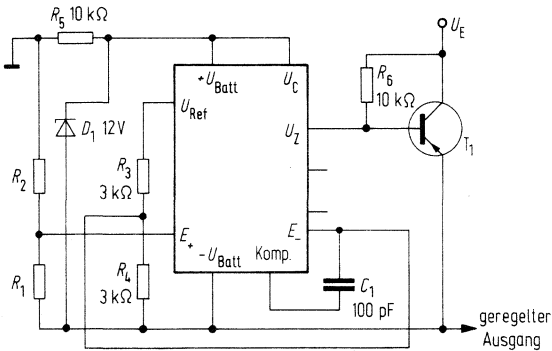 R5 10 kΩ
UE
+UBatt
UC
R6
10 kΩ
URef
D1 12V
UZ
T1
R2
R3
3 kΩ
E+
E-
-UBatt
Komp.
R1
R4
3 kΩ
C1
100 pF
geregelter
Ausgang